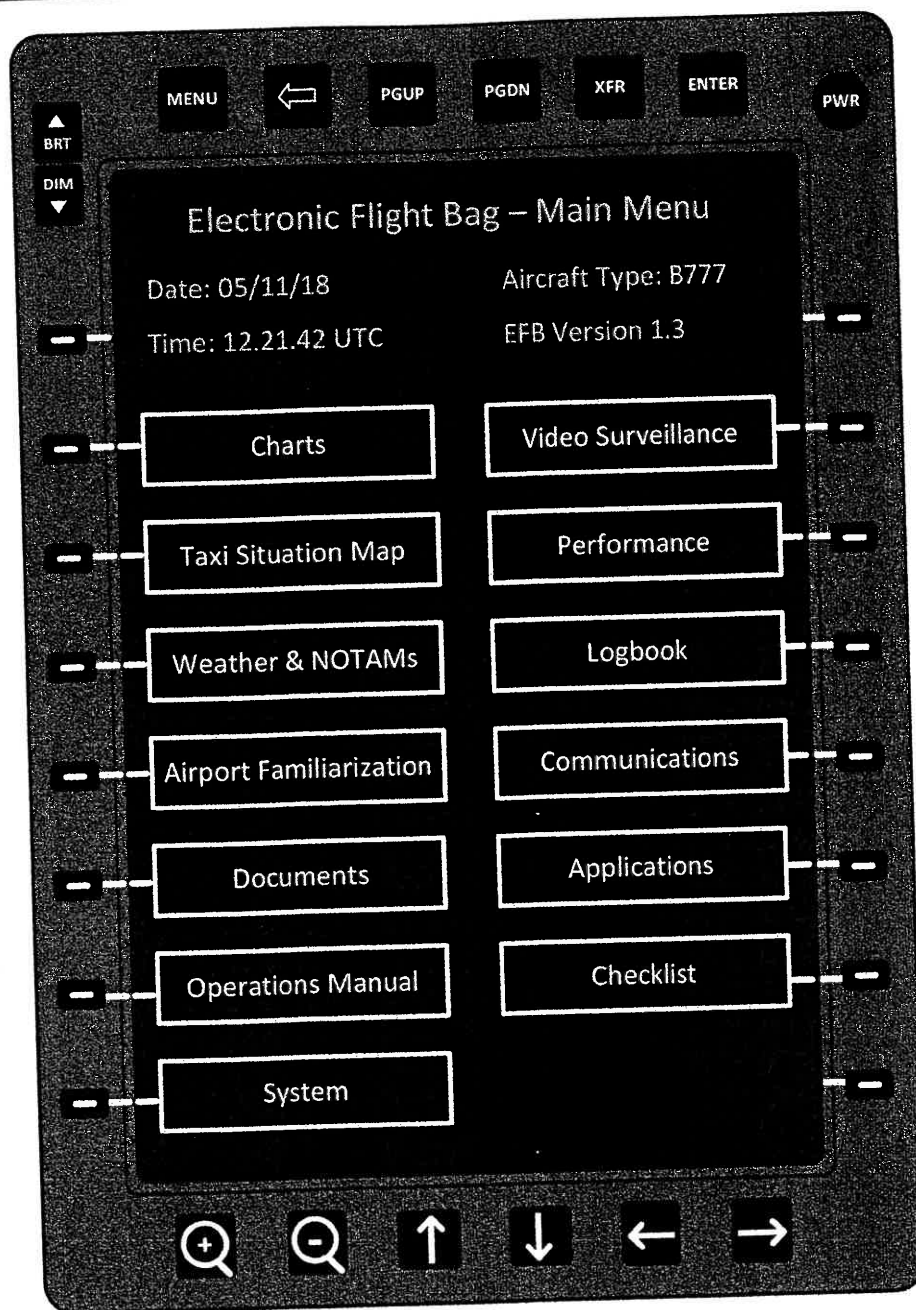 MENU PGUP PGDN XFR ENTER PWR
BRT
DIM
Electronic Flight Bag – Main Menu
Date: 05/11/18 Aircraft Type: B777
Time: 12.21.42 UTC EFB Version 1.3
Charts Video Surveillance
Taxi Situation Map Performance
Weather & NOTAMs Logbook
Airport Familiarization Communications
Documents Applications
Operations Manual Checklist
System